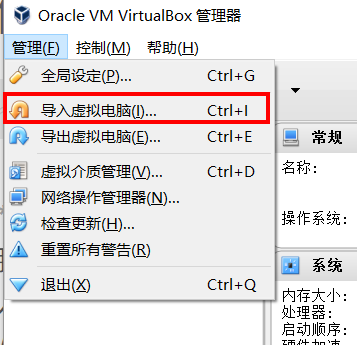 Oracle VM VirtualBox 管理器
管理(F) 控制(M) 帮助(H)
全局设定(P)... Ctrl+G
导入虚拟电脑(I)... Ctrl+I
导出虚拟电脑(E)... Ctrl+E
虚拟介质管理(V)... Ctrl+D
网络操作管理器(N)...
检查更新(H)...
重置所有警告(R)
退出(X) Ctrl+Q
常规
名称:
操作系统:
系统
内存大小:
处理器:
启动顺序:
硬件加速